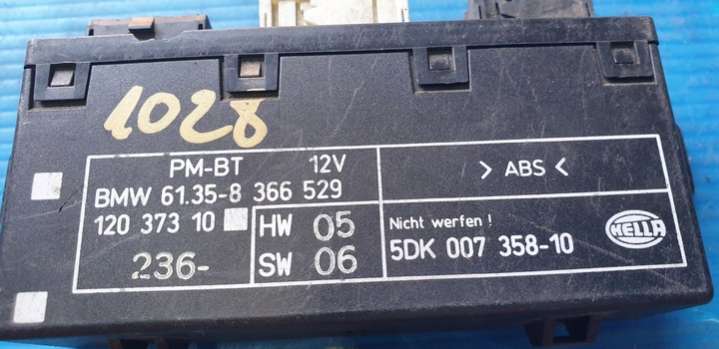 1028
PM-BT 12V
BMW 61.35-8 366 529
120 373 10
HW 05
236-
SW 06
> ABS <
Nicht werfen !
5DK 007 358-10
HELLA